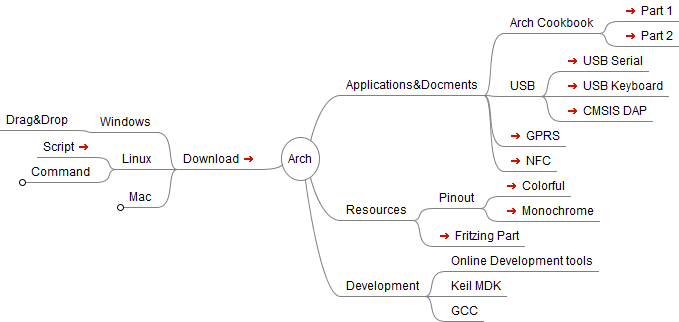 Arch
Download
Windows
Drag&Drop
Linux
Script
Command
Mac
Applications&Docments
Arch Cookbook
Part 1
Part 2
USB
USB Serial
USB Keyboard
CMSIS DAP
GPRS
NFC
Resources
Pinout
Colorful
Monochrome
Fritzing Part
Development
Online Development tools
Keil MDK
GCC